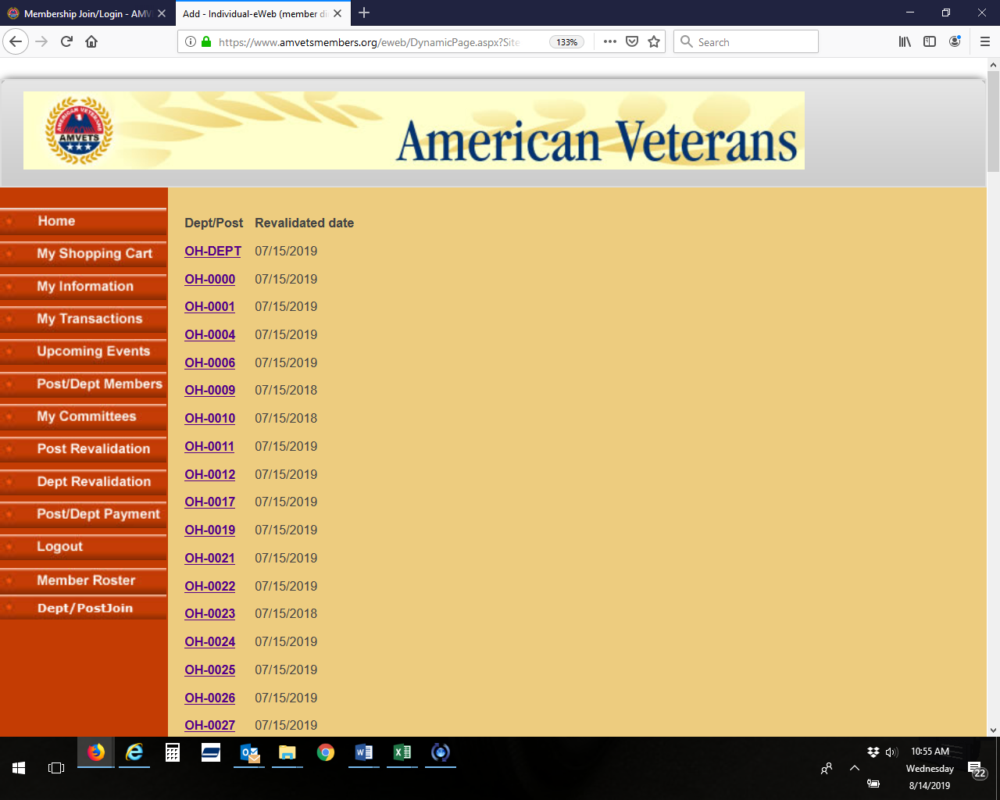 Membership Join/Login - AMV
Add - Individual-eWeb (member di
https://www.amvetsmembers.org/eweb/DynamicPage.aspx?Site
133%
Search
AMERICAN VETERANS
AMVETS
American Veterans
Home
My Shopping Cart
My Information
My Transactions
Upcoming Events
Post/Dept Members
My Committees
Post Revalidation
Dept Revalidation
Post/Dept Payment
Logout
Member Roster
Dept/PostJoin
Dept/Post Revalidated date
OH-DEPT 07/15/2019
OH-0000 07/15/2019
OH-0001 07/15/2019
OH-0004 07/15/2019
OH-0006 07/15/2019
OH-0009 07/15/2018
OH-0010 07/15/2018
OH-0011 07/15/2019
OH-0012 07/15/2019
OH-0017 07/15/2019
OH-0019 07/15/2019
OH-0021 07/15/2019
OH-0022 07/15/2019
OH-0023 07/15/2018
OH-0024 07/15/2019
OH-0025 07/15/2019
OH-0026 07/15/2019
OH-0027 07/15/2019
10:55 AM
Wednesday
8/14/2019
22